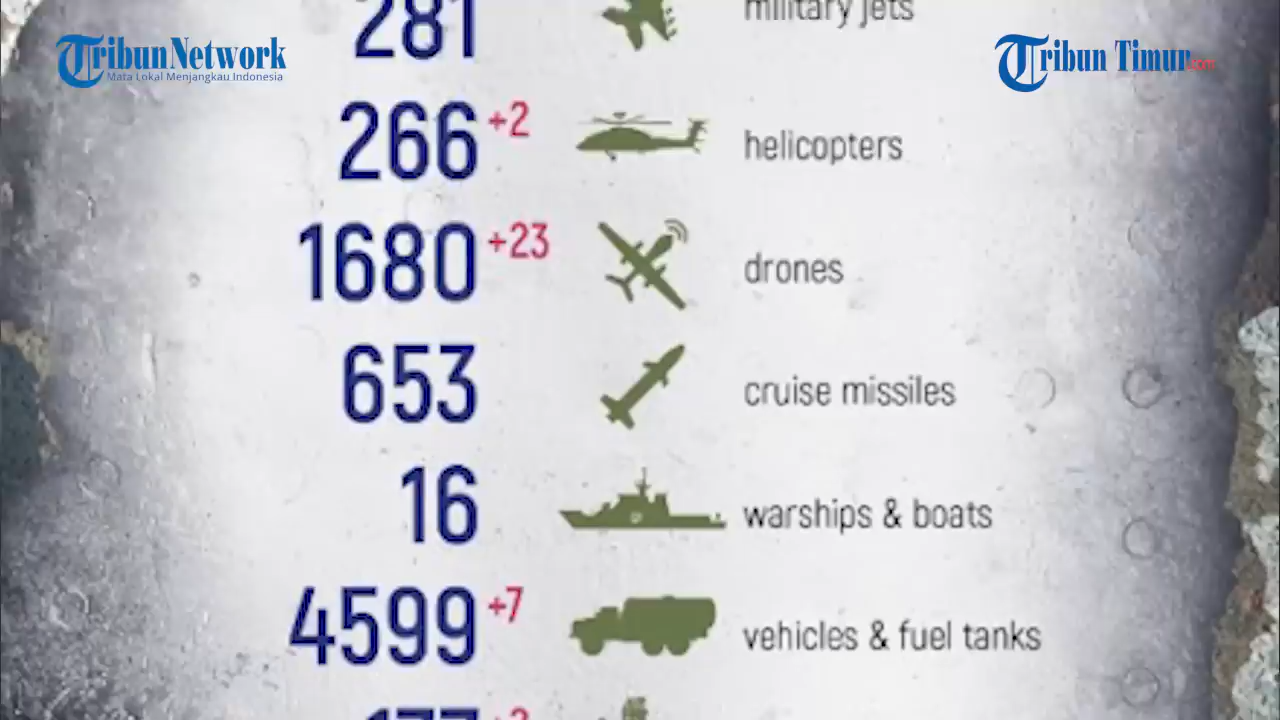 281 military jets
TribunNetwork
Mata Lokal Menjangkau Indonesia
Tribun Timur.com
266 +2 helicopters
1680 +23 drones
653 cruise missiles
16 warships & boats
4599 +7 vehicles & fuel tanks